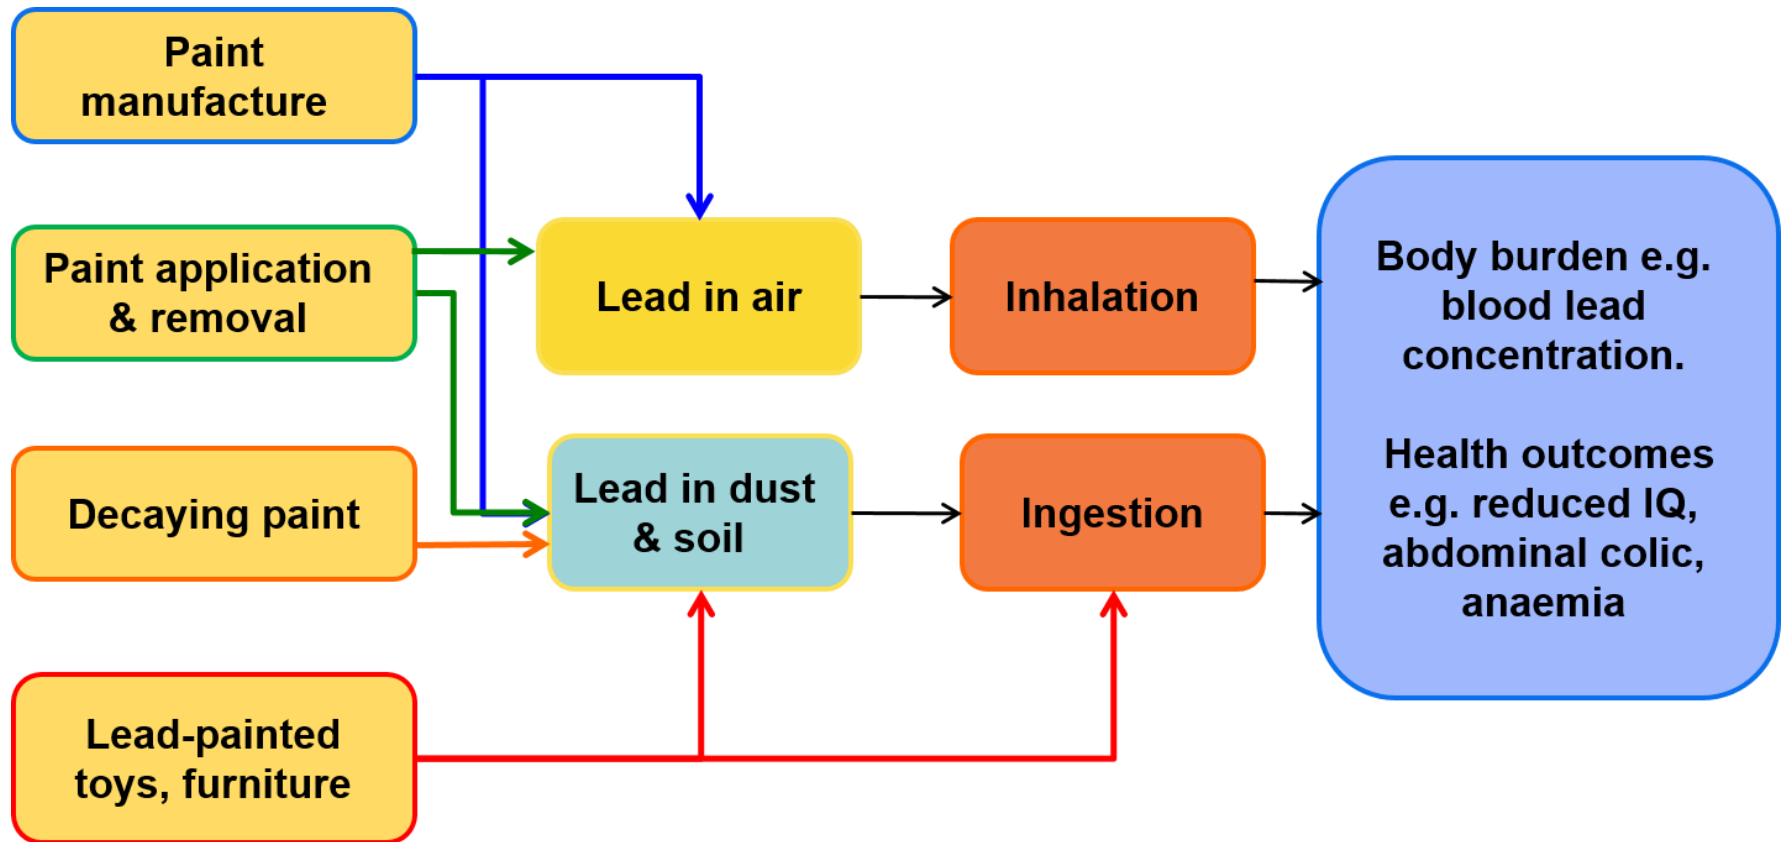 Paint
manufacture
Paint application
& removal
Decaying paint
Lead-painted
toys, furniture
Lead in air
Lead in dust
& soil
Inhalation
Ingestion
Body burden e.g.
blood lead
concentration.
Health outcomes
e.g. reduced IQ,
abdominal colic,
anaemia